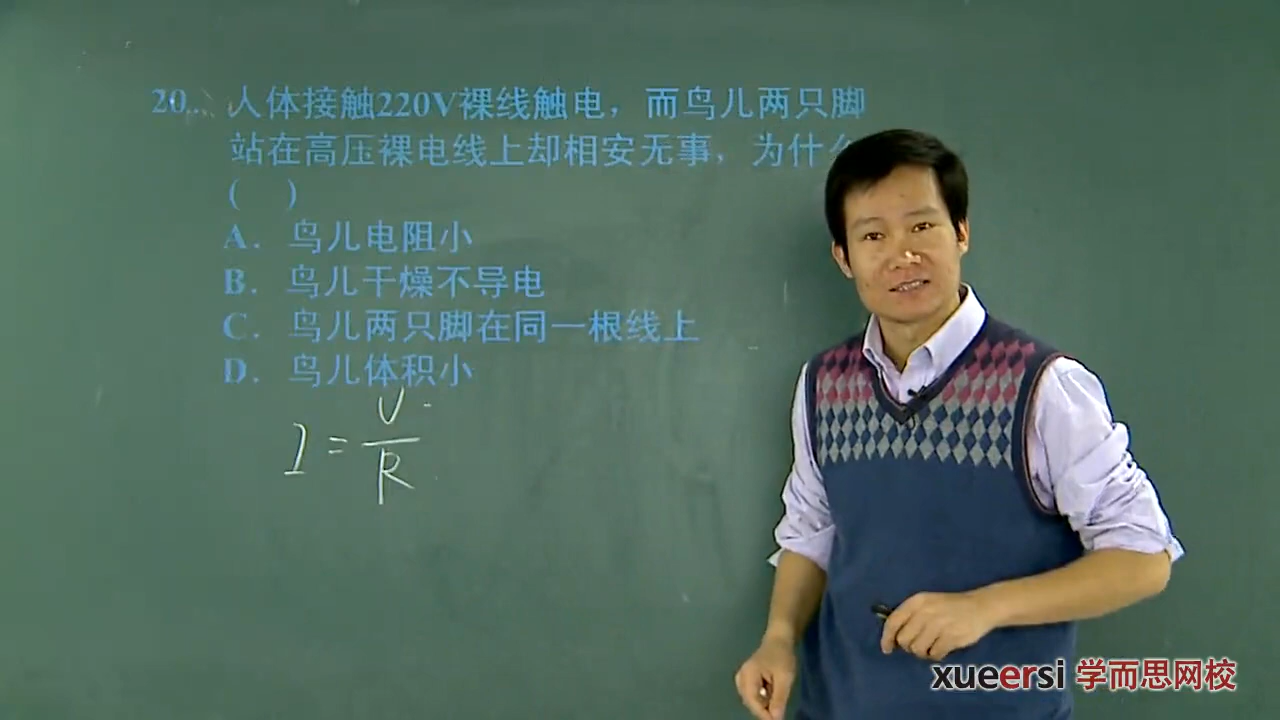 20. 人体接触220V裸线触电，而鸟儿两只脚
站在高压裸电线上却相安无事，为什
(    )
A. 鸟儿电阻小
B. 鸟儿干燥不导电
C. 鸟儿两只脚在同一根线上
D. 鸟儿体积小
I = U/R
xueersi 学而思网校